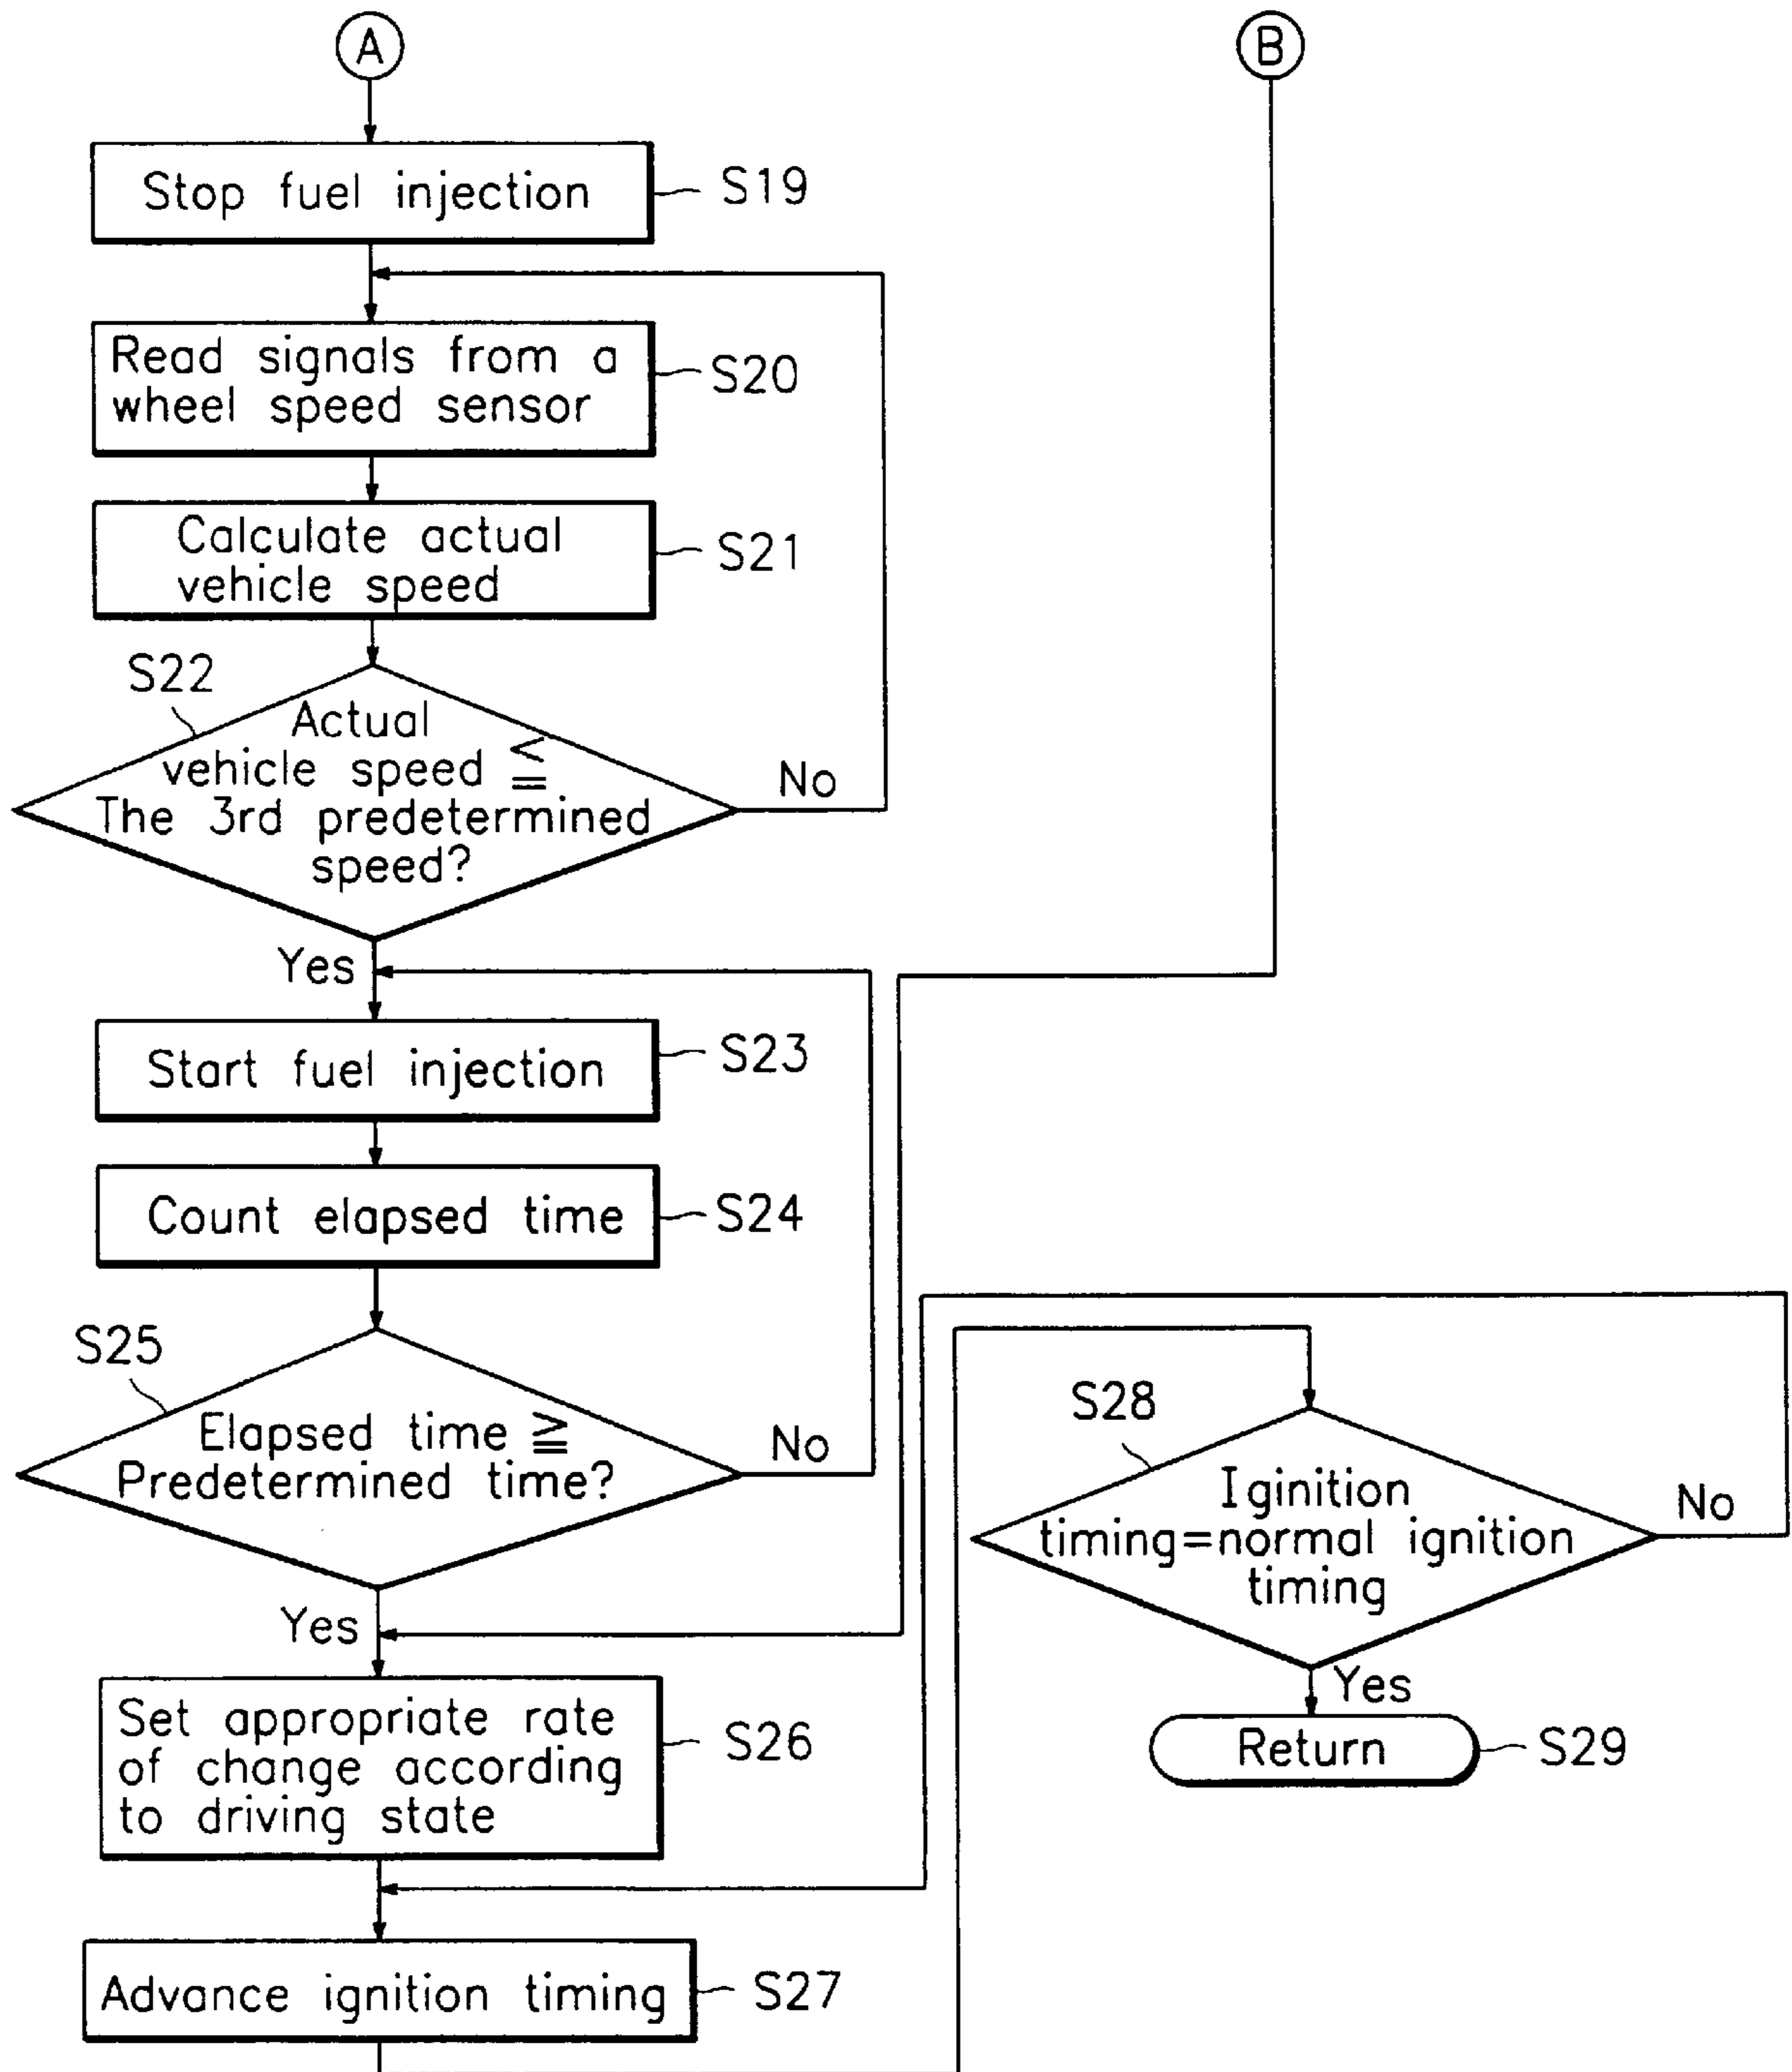 A
B
Stop fuel injection
S19
Read signals from a
wheel speed sensor
S20
Calculate actual
vehicle speed
S21
S22
Actual
vehicle speed ≦
The 3rd predetermined
speed?
No
Yes
Start fuel injection
S23
Count elapsed time
S24
S25
Elapsed time ≧
Predetermined time?
No
Yes
Set appropriate rate
of change according
to driving state
S26
Advance ignition timing
S27
S28
Iginition
timing=normal ignition
timing
No
Yes
Return
S29